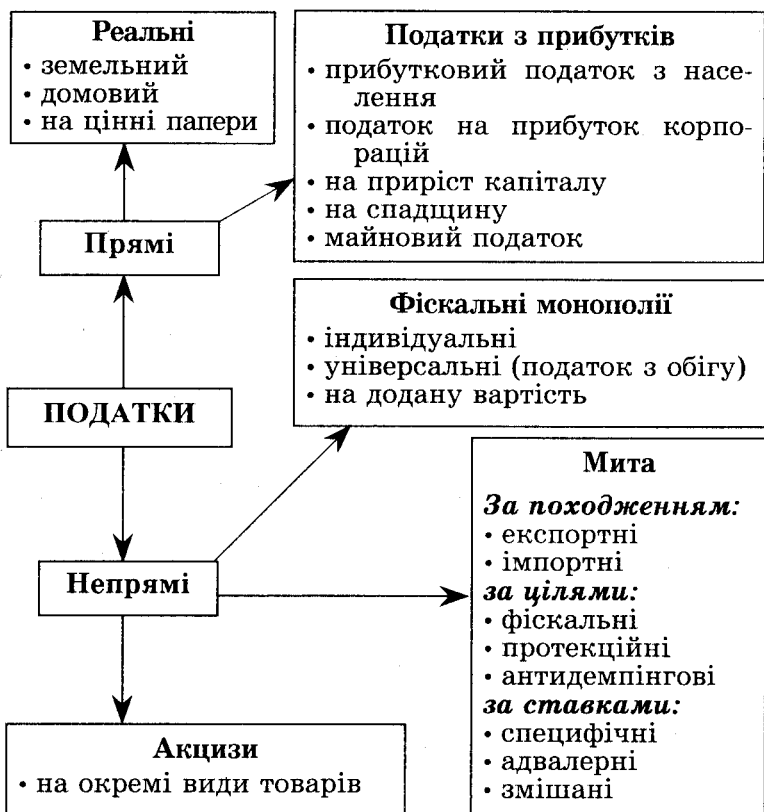 Реальні
• земельний
• домовий
• на цінні папери
Податки з прибутків
• прибутковий податок з насе-
лення
• податок на прибуток корпо-
рацій
• на приріст капіталу
• на спадщину
• майновий податок
Прямі
Фіскальні монополії
• індивідуальні
• універсальні (податок з обігу)
• на додану вартість
ПОДАТКИ
Мита
За походженням:
• експортні
• імпортні
за цілями:
• фіскальні
• протекційні
• антидемпінгові
за ставками:
• специфічні
• адвалерні
• змішані
Непрямі
Акцизи
• на окремі види товарів